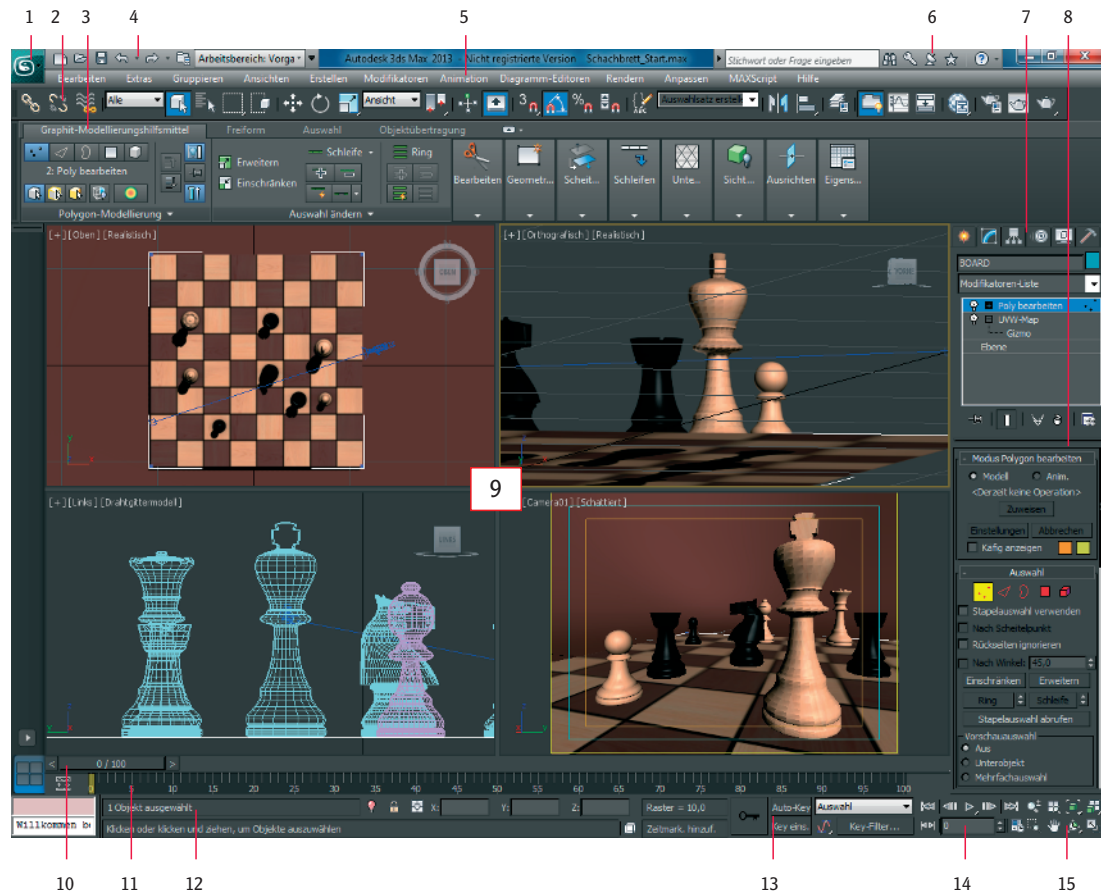 1 2 3 4 5 6 7 8
Arbeitsbereich: Vorga
Autodesk 3ds Max 2013 - Nicht registrierte Version Schachbrett_Start.max
Stichwort oder Frage eingeben
Bearbeiten Extras Gruppieren Ansichten Erstellen Modifikatoren Animation Diagramm-Editoren Rendern Anpassen MAXScript Hilfe
Alle
Ansicht
3
Auswahlsatz erstell
Graphit-Modellierungshilfsmittel Freiform Auswahl Objektübertragung
2: Poly bearbeiten
Erweitern
Einschränken
Schleife
Ring
Bearbeiten Geometr... Scheit... Schleifen Unte... Sicht... Ausrichten Eigens...
Polygon-Modellierung
Auswahl ändern
[+][Oben][Realistisch]
[+][Orthografisch][Realistisch]
BOARD
Modifikatoren-Liste
Poly bearbeiten
UVW-Map
Gizmo
Ebene
9
[+][Links][Drahtgittermodell]
LINKS
[Camera01][Schattiert]
Modus Polygon bearbeiten
Modell Anim.
<Derzeit keine Operation>
Zuweisen
Einstellungen Abbrechen
Käfig anzeigen
Auswahl
Stapelauswahl verwenden
Nach Scheitelpunkt
Rückseiten ignorieren
Nach Winkel: 45,0
Einschränken Erweitern
Ring Schleife
Stapelauswahl abrufen
Vorschauauswahl
Aus
Unterobjekt
Mehrfachauswahl
0 / 100
0 5 10 15 20 25 30 35 40 45 50 55 60 65 70 75 80 85 90 95 100
1 Objekt ausgewählt
X: Y: Z:
Raster = 10,0
Auto-Key
Auswahl
Willkommen be
Klicken oder klicken und ziehen, um Objekte auszuwählen
Zeitmark. hinzuf.
Key eins.
Key-Filter...
0
10 11 12 13 14 15